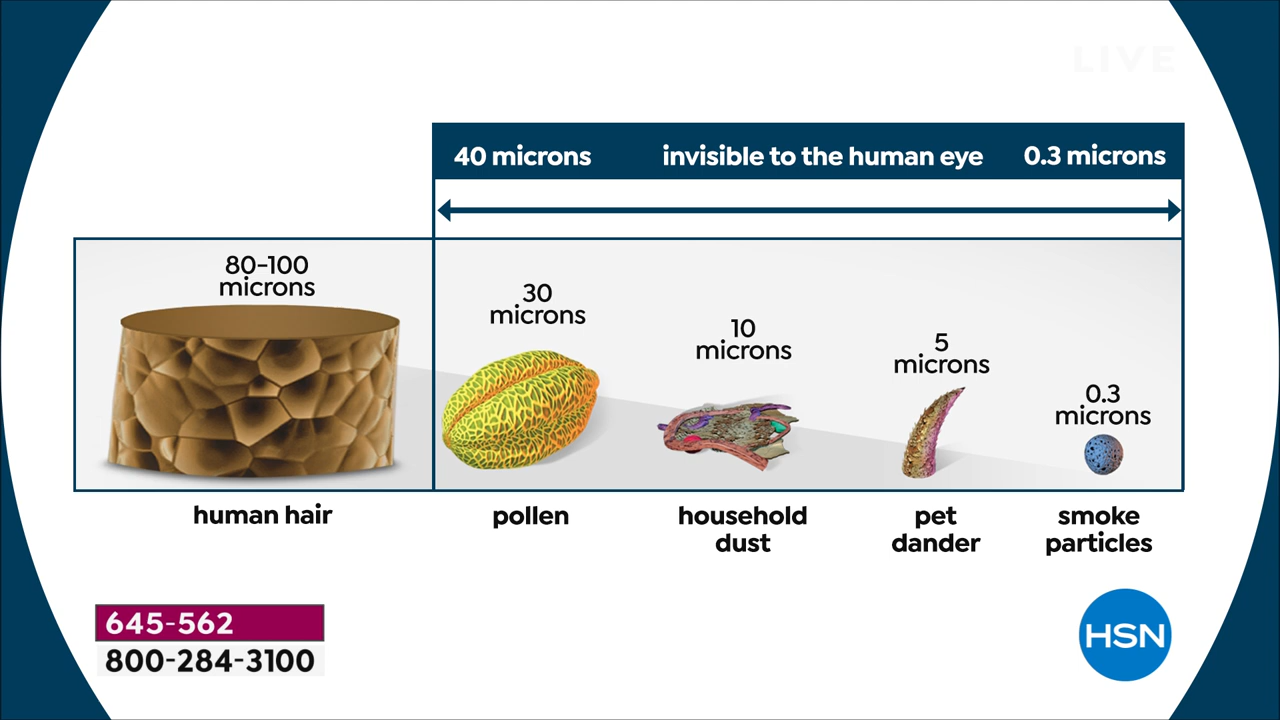 LIVE
40 microns invisible to the human eye 0.3 microns
80-100
microns
30
microns
10
microns
5
microns
0.3
microns
human hair
pollen
household
dust
pet
dander
smoke
particles
645-562
800-284-3100
HSN